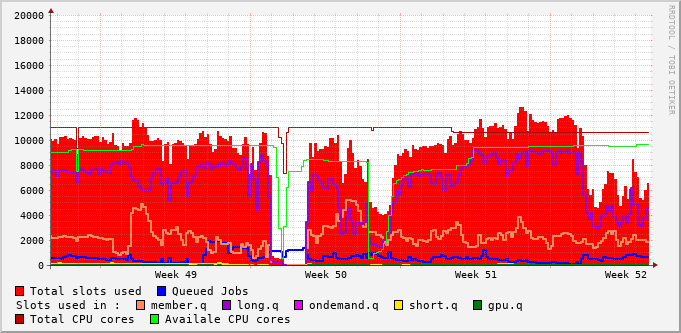 20000
18000
16000
14000
12000
10000
8000
6000
4000
2000
0
Week 49 Week 50 Week 51 Week 52
Total slots used Queued Jobs
Slots used in : member.q long.q ondemand.q short.q gpu.q
Total CPU cores Availale CPU cores
RRDTOOL / TOBI OETIKER